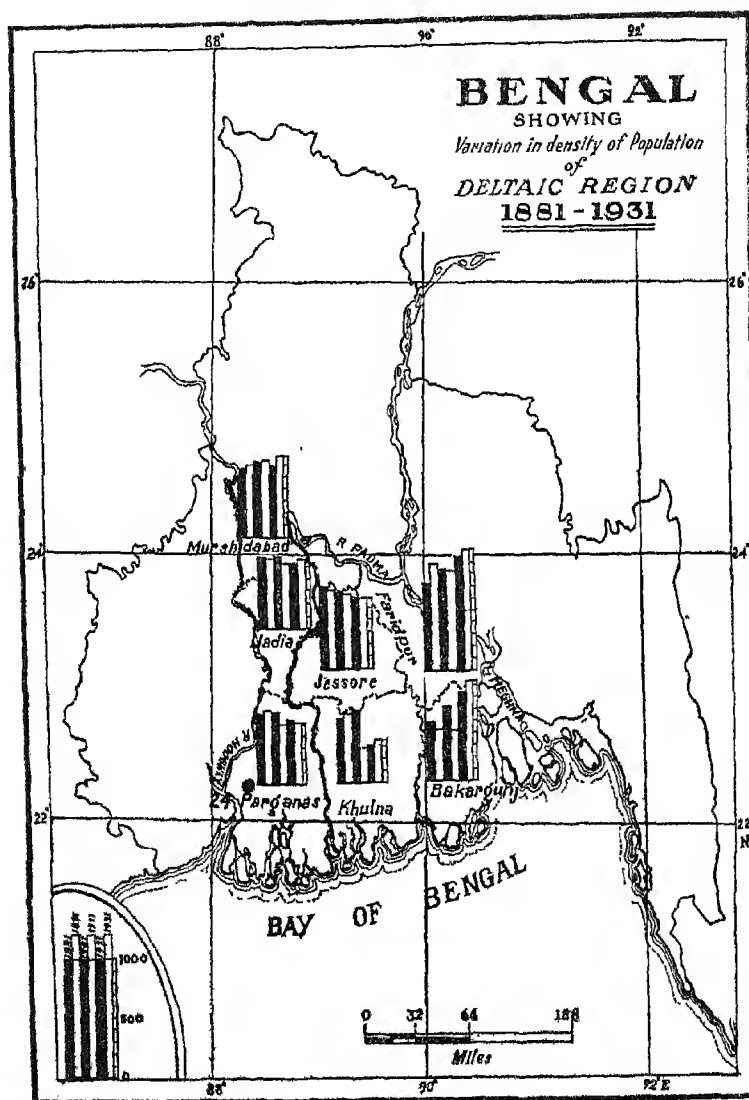 88°
90°
92°
BENGAL
SHOWING
Variation in density of Population
of
DELTAIC REGION
1881-1931
26°
26°
24°
24°
Murshidabad
R PADMA
Nadia
Jessore
Faridpur
R MEGHNA
R HOOGHLY
24 Parganas
Khulna
Bakargunj
22°
22°
N
BAY OF BENGAL
1000
500
0
0 32 64
Miles
88°
90°
92°E